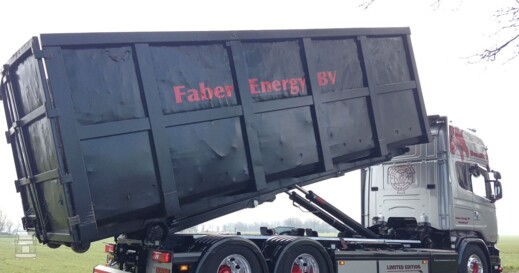 Faber Energy BV
LIMITED EDITION